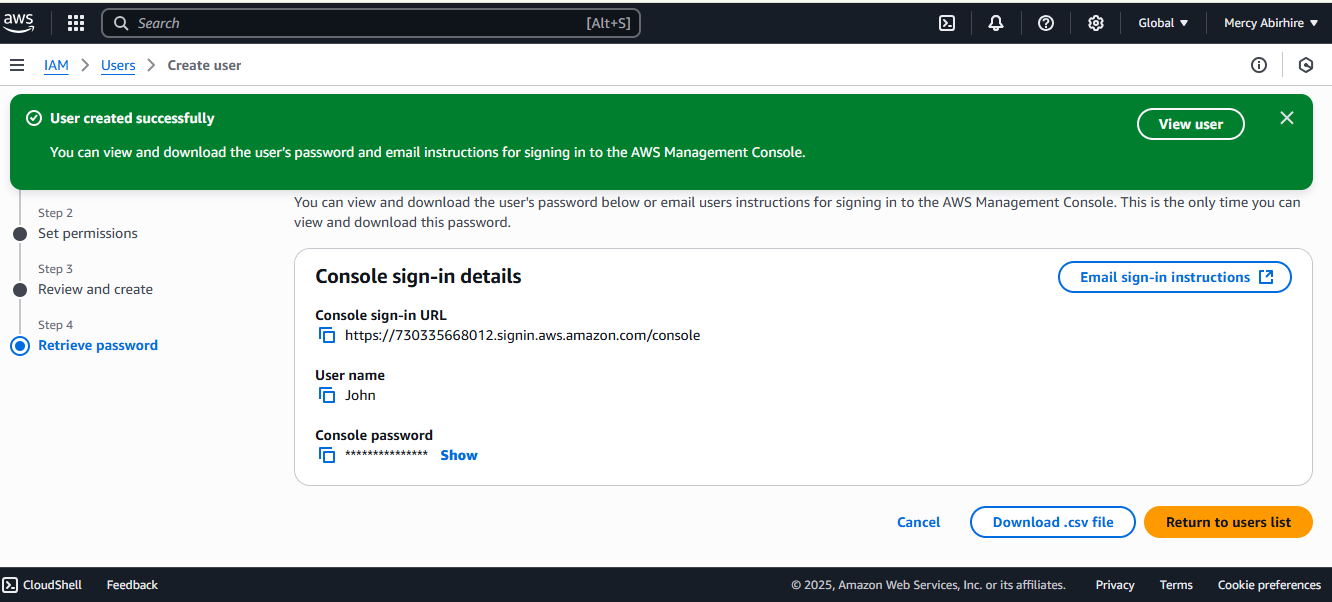 aws
Search
[Alt+S]
Global
Mercy Abirhire
IAM
Users
Create user
User created successfully
You can view and download the user's password and email instructions for signing in to the AWS Management Console.
View user
Step 2
Set permissions
Step 3
Review and create
Step 4
Retrieve password
You can view and download the user's password below or email users instructions for signing in to the AWS Management Console. This is the only time you can
view and download this password.
Console sign-in details
Email sign-in instructions
Console sign-in URL
https://730335668012.signin.aws.amazon.com/console
User name
John
Console password
*************** Show
Cancel
Download .csv file
Return to users list
CloudShell
Feedback
© 2025, Amazon Web Services, Inc. or its affiliates.
Privacy
Terms
Cookie preferences